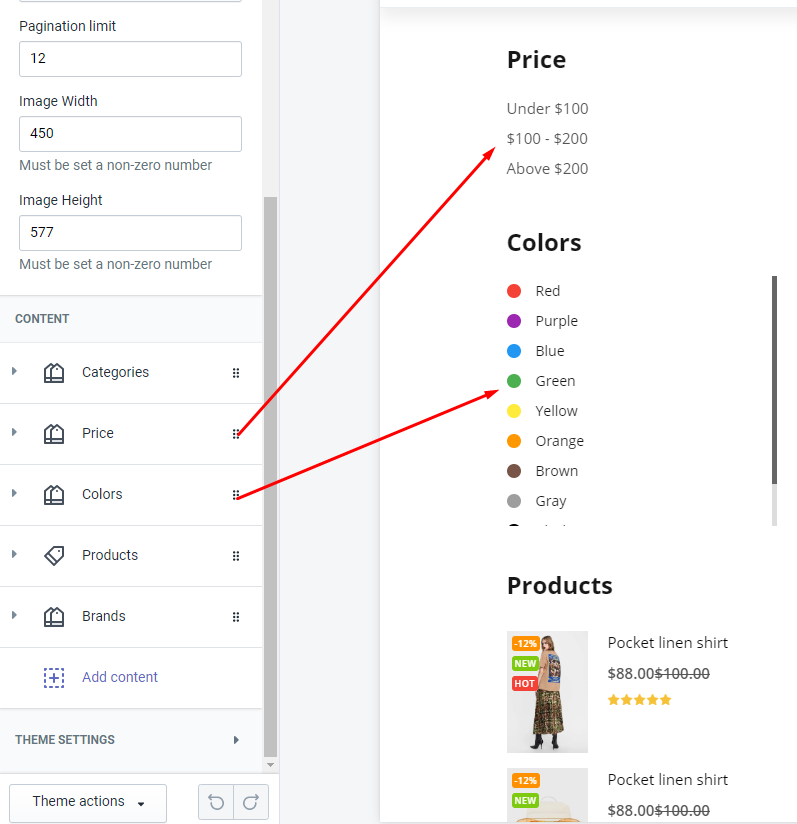 Pagination limit
12
Image Width
450
Must be set a non-zero number
Image Height
577
Must be set a non-zero number
CONTENT
Categories
Price
Colors
Products
Brands
Add content
THEME SETTINGS
Theme actions
Price
Under $100
$100 - $200
Above $200
Colors
Red
Purple
Blue
Green
Yellow
Orange
Brown
Gray
Products
-12%
NEW
HOT
Pocket linen shirt
$88.00$100.00
-12%
NEW
Pocket linen shirt
$88.00$100.00